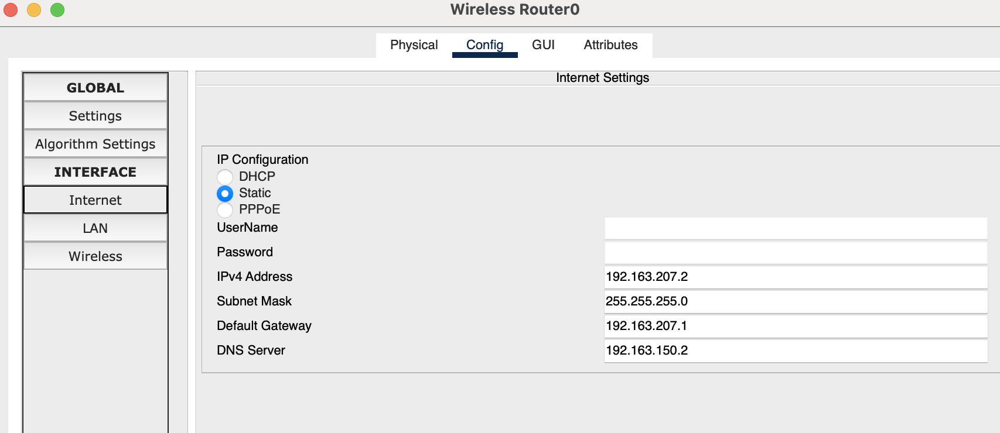 Wireless Router0
Physical Config GUI Attributes
GLOBAL
Settings
Algorithm Settings
INTERFACE
Internet
LAN
Wireless
Internet Settings
IP Configuration
DHCP
Static
PPPoE
UserName
Password
IPv4 Address 192.163.207.2
Subnet Mask 255.255.255.0
Default Gateway 192.163.207.1
DNS Server 192.163.150.2